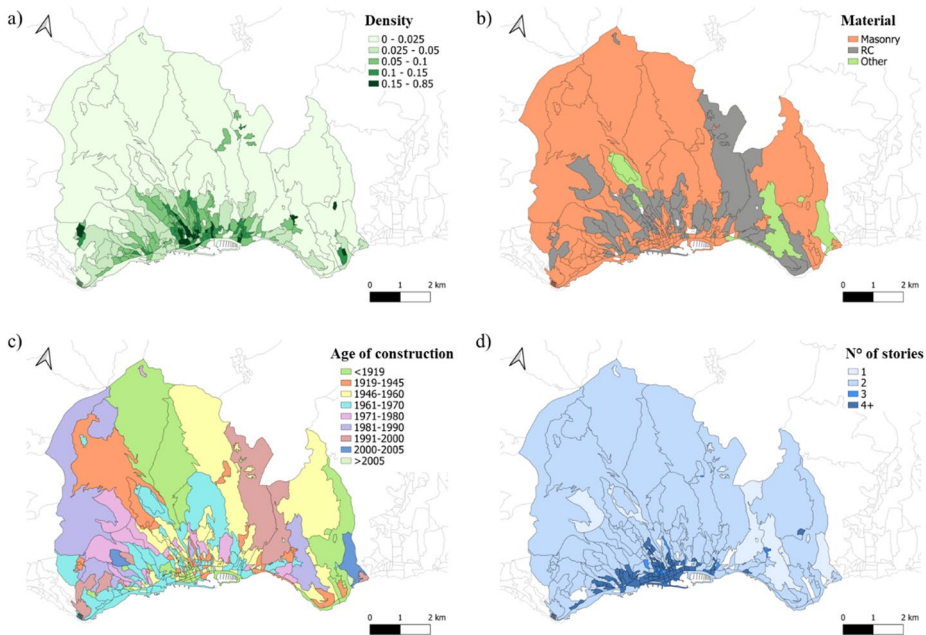 a)
Density
0 - 0.025
0.025 - 0.05
0.05 - 0.1
0.1 - 0.15
0.15 - 0.85
0 1 2 km
b)
Material
Masonry
RC
Other
0 1 2 km
c)
Age of construction
<1919
1919-1945
1946-1960
1961-1970
1971-1980
1981-1990
1991-2000
2000-2005
>2005
0 1 2 km
d)
N° of stories
1
2
3
4+
0 1 2 km